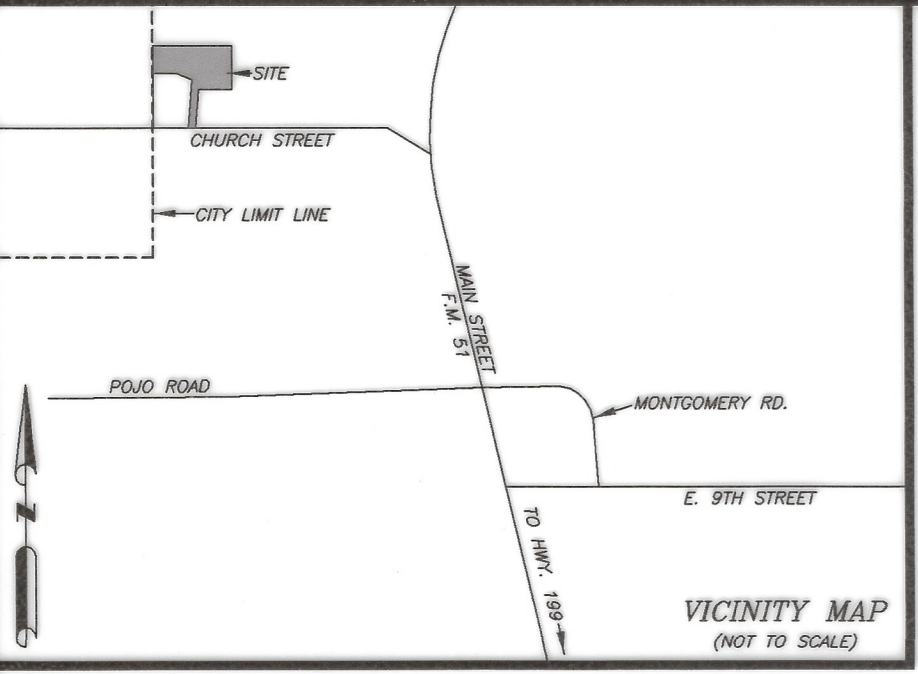 SITE
CHURCH STREET
CITY LIMIT LINE
MAIN STREET
F.M. 51
POJO ROAD
MONTGOMERY RD.
E. 9TH STREET
N
TO HWY. 199
VICINITY MAP
(NOT TO SCALE)